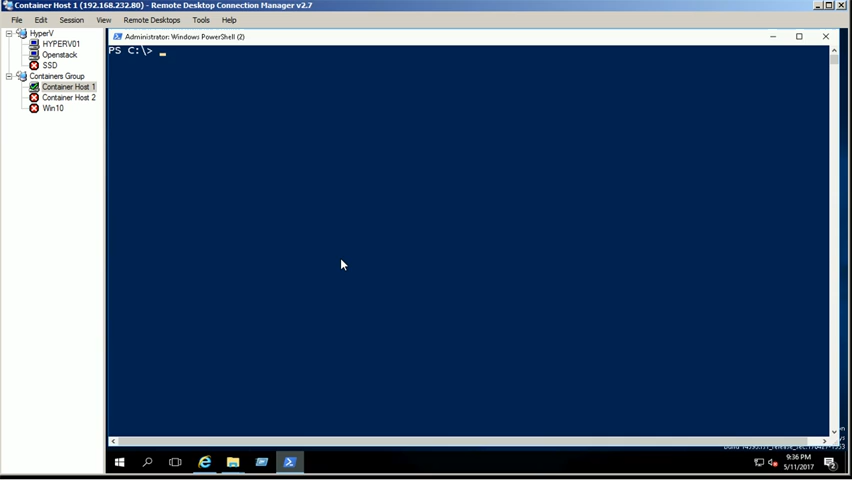 Container Host 1 (192.168.232.80) - Remote Desktop Connection Manager v2.7
File Edit Session View Remote Desktops Tools Help
HyperV
HYPERV01
Openstack
SSD
Containers Group
Container Host 1
Container Host 2
Win10
Administrator: Windows PowerShell (2)
PS C:\> _
9:36 PM
5/11/2017
2